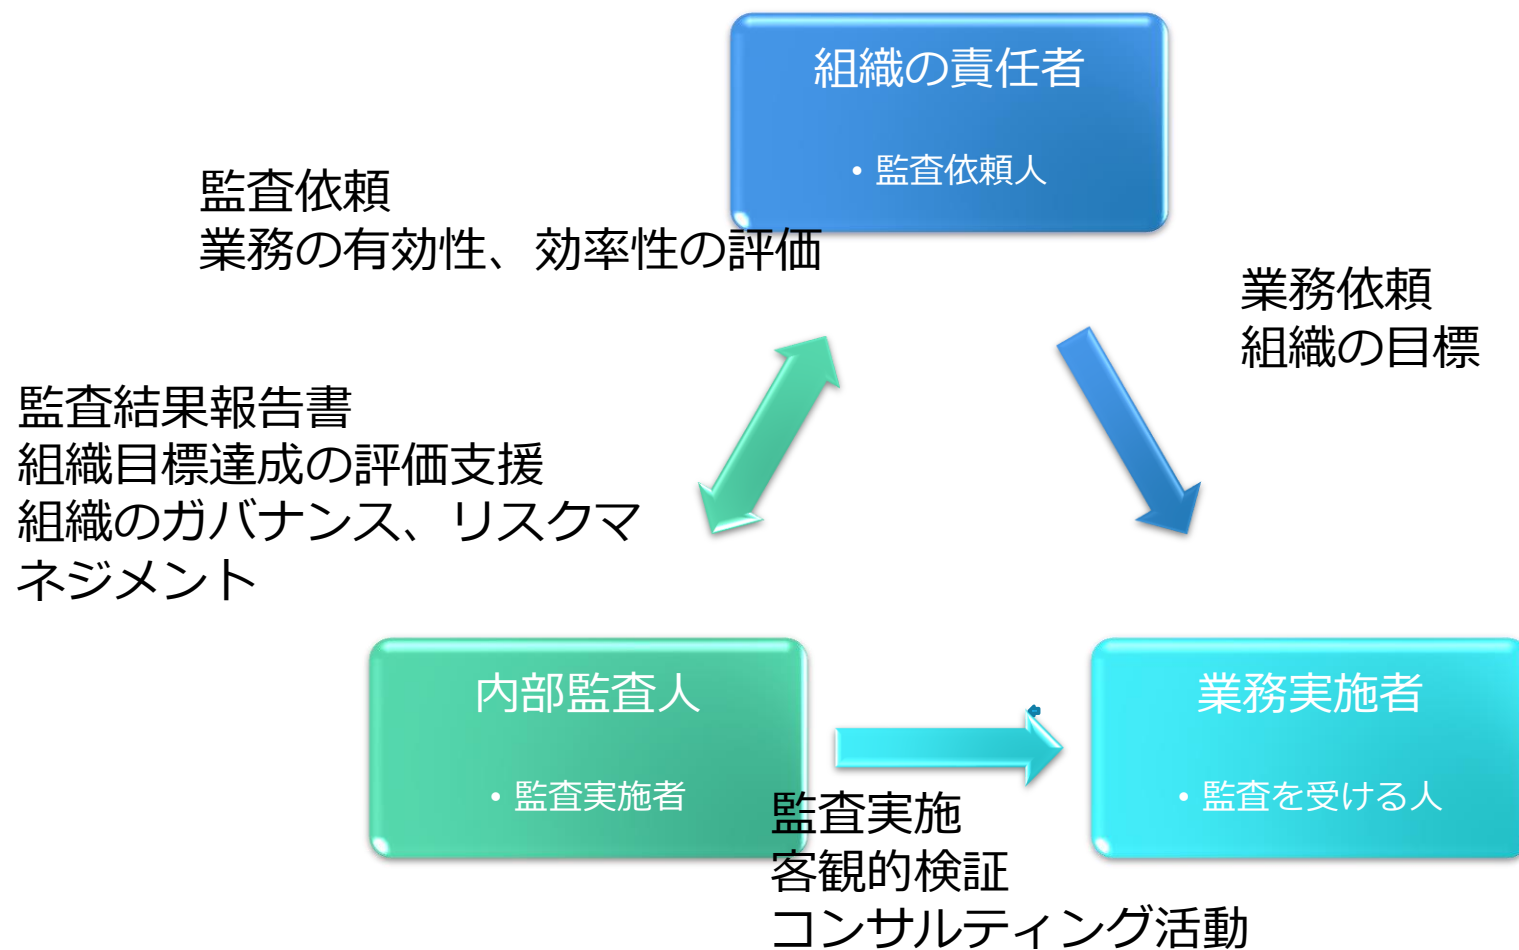 組織の責任者
• 監査依頼人
監査依頼
業務の有効性、効率性の評価
業務依頼
組織の目標
監査結果報告書
組織目標達成の評価支援
組織のガバナンス、リスクマ
ネジメント
内部監査人
• 監査実施者
業務実施者
• 監査を受ける人
監査実施
客観的検証
コンサルティング活動